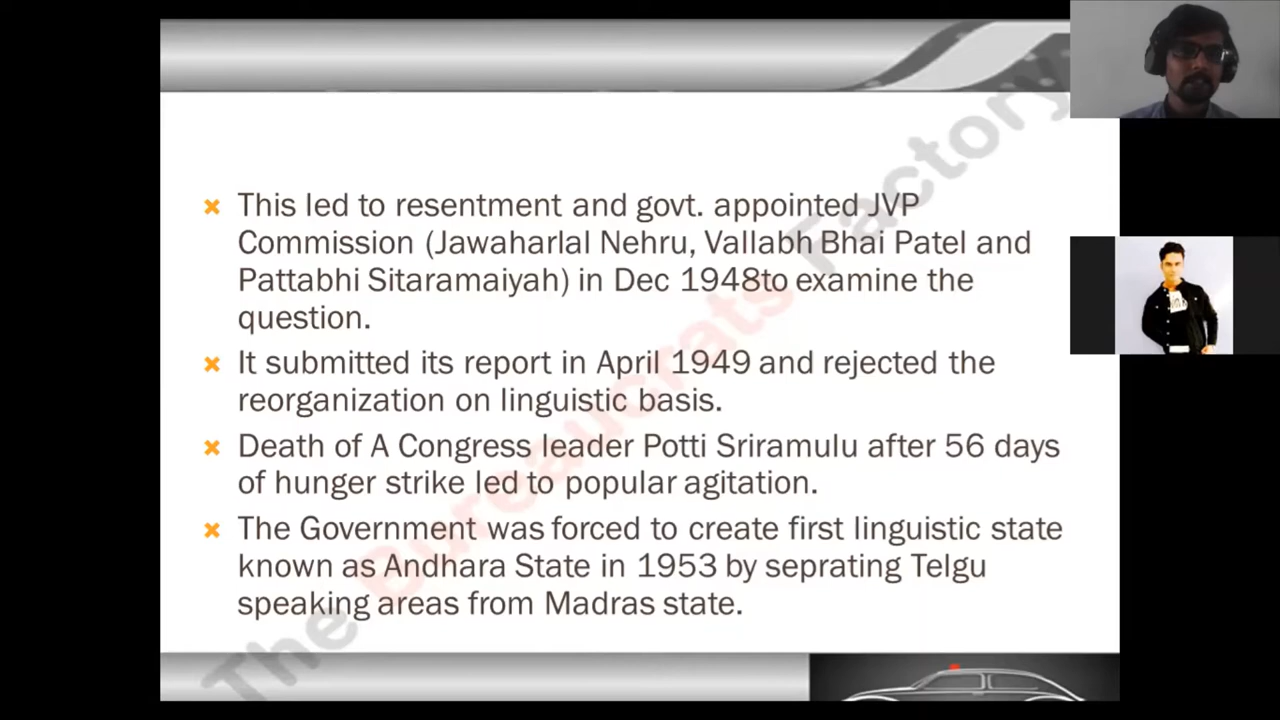 This led to resentment and govt. appointed JVP
Commission (Jawaharlal Nehru, Vallabh Bhai Patel and
Pattabhi Sitaramaiyah) in Dec 1948to examine the
question.
It submitted its report in April 1949 and rejected the
reorganization on linguistic basis.
Death of A Congress leader Potti Sriramulu after 56 days
of hunger strike led to popular agitation.
The Government was forced to create first linguistic state
known as Andhara State in 1953 by seprating Telgu
speaking areas from Madras state.
The Bureaucrats Factory